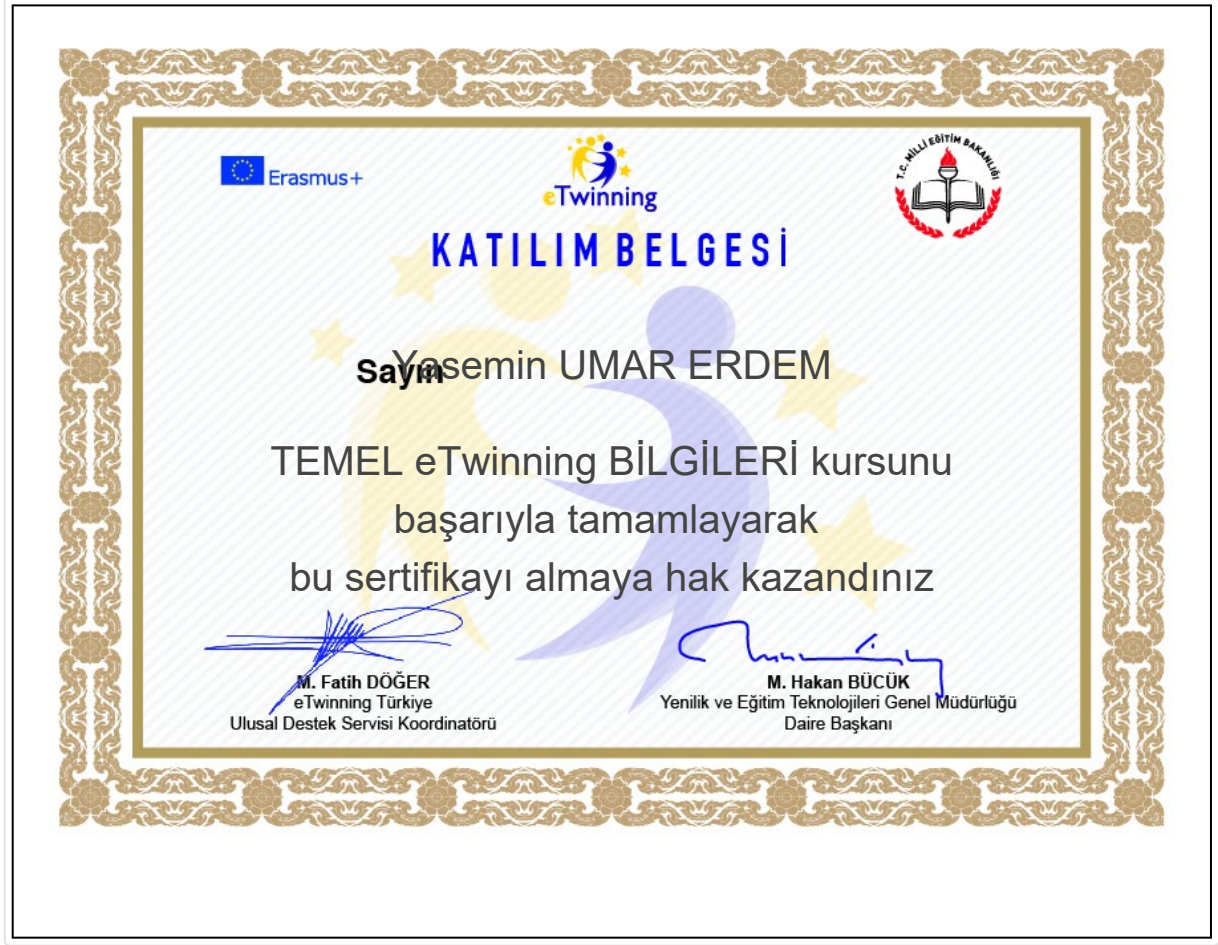 Erasmus+
eTwinning
T.C. MİLLİ EĞİTİM BAKANLIĞI
KATILIM BELGESİ
Sayın Yasemin UMAR ERDEM
TEMEL eTwinning BİLGİLERİ kursunu
başarıyla tamamlayarak
bu sertifikayı almaya hak kazandınız
M. Fatih DÖĞER
eTwinning Türkiye
Ulusal Destek Servisi Koordinatörü
M. Hakan BÜCÜK
Yenilik ve Eğitim Teknolojileri Genel Müdürlüğü
Daire Başkanı